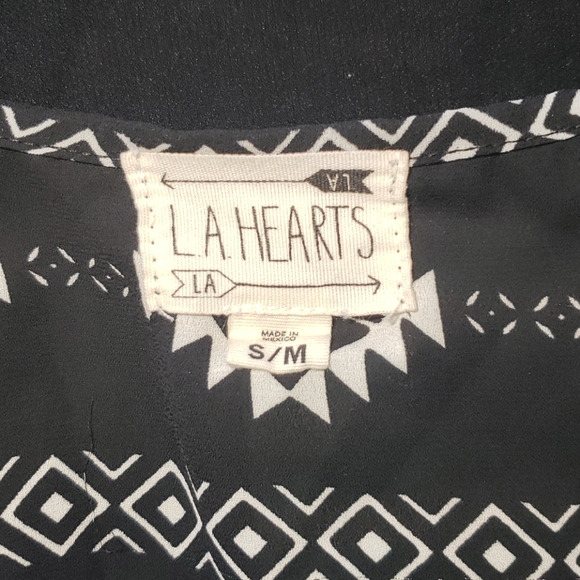 LA
L.A. HEARTS
LA
MADE IN
MEXICO
S/M